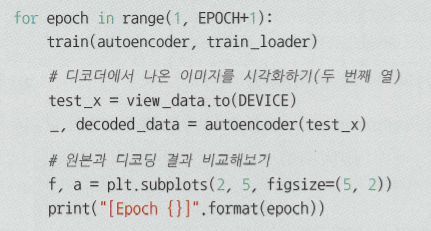 for epoch in range(1, EPOCH+1):
    train(autoencoder, train_loader)

    # 디코더에서 나온 이미지를 시각화하기(두 번째 열)
    test_x = view_data.to(DEVICE)
    _, decoded_data = autoencoder(test_x)

    # 원본과 디코딩 결과 비교해보기
    f, a = plt.subplots(2, 5, figsize=(5, 2))
    print("[Epoch {}]".format(epoch))